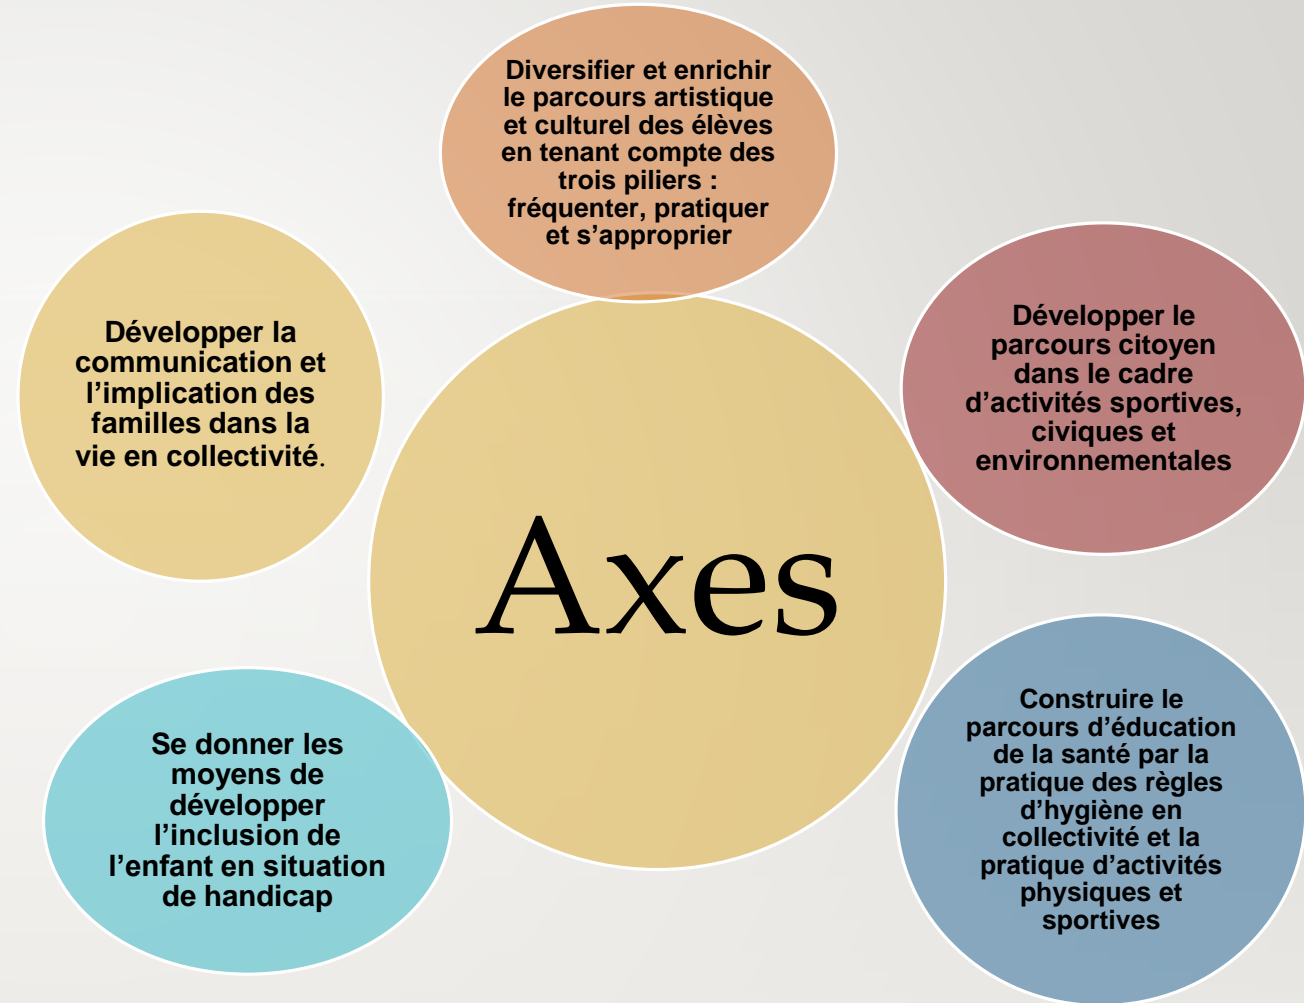 Diversifier et enrichir
le parcours artistique
et culturel des élèves
en tenant compte des
trois piliers :
fréquenter, pratiquer
et s’approprier
Développer la
communication et
l’implication des
familles dans la
vie en collectivité.
Développer le
parcours citoyen
dans le cadre
d’activités sportives,
civiques et
environnementales
Axes
Se donner les
moyens de
développer
l’inclusion de
l’enfant en situation
de handicap
Construire le
parcours d’éducation
de la santé par la
pratique des règles
d’hygiène en
collectivité et la
pratique d’activités
physiques et
sportives